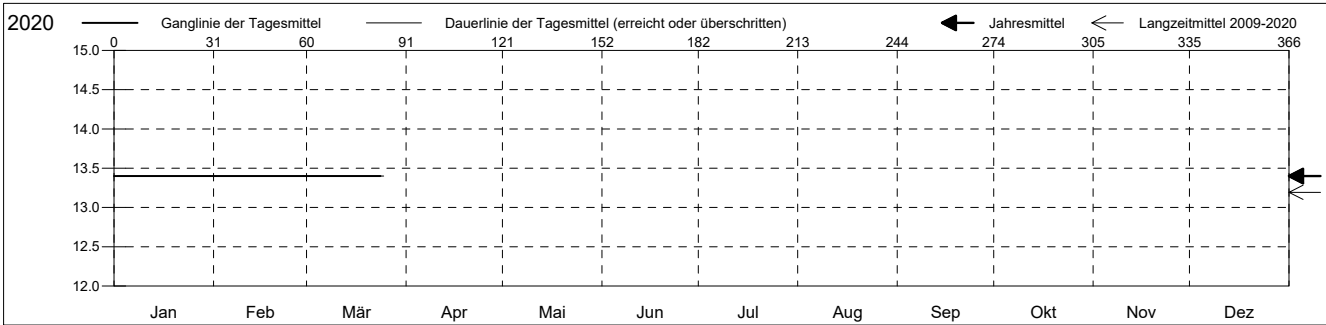 2020 Ganglinie der Tagesmittel Dauerlinie der Tagesmittel (erreicht oder überschritten) Jahresmittel Langzeitmittel 2009-2020
0 31 60 91 121 152 182 213 244 274 305 335 366
15.0
14.5
14.0
13.5
13.0
12.5
12.0
Jan Feb Mär Apr Mai Jun Jul Aug Sep Okt Nov Dez